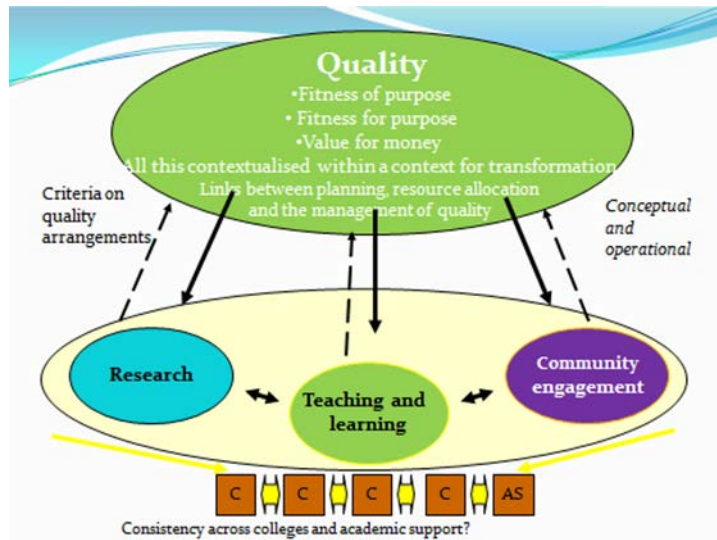 Quality
•Fitness of purpose
• Fitness for purpose
•Value for money
All this contextualised within a context for transformation
Links between planning, resource allocation
and the management of quality
Criteria on
quality
arrangements
Conceptual
and
operational
Research
Teaching and
learning
Community
engagement
C C C C AS
Consistency across colleges and academic support?